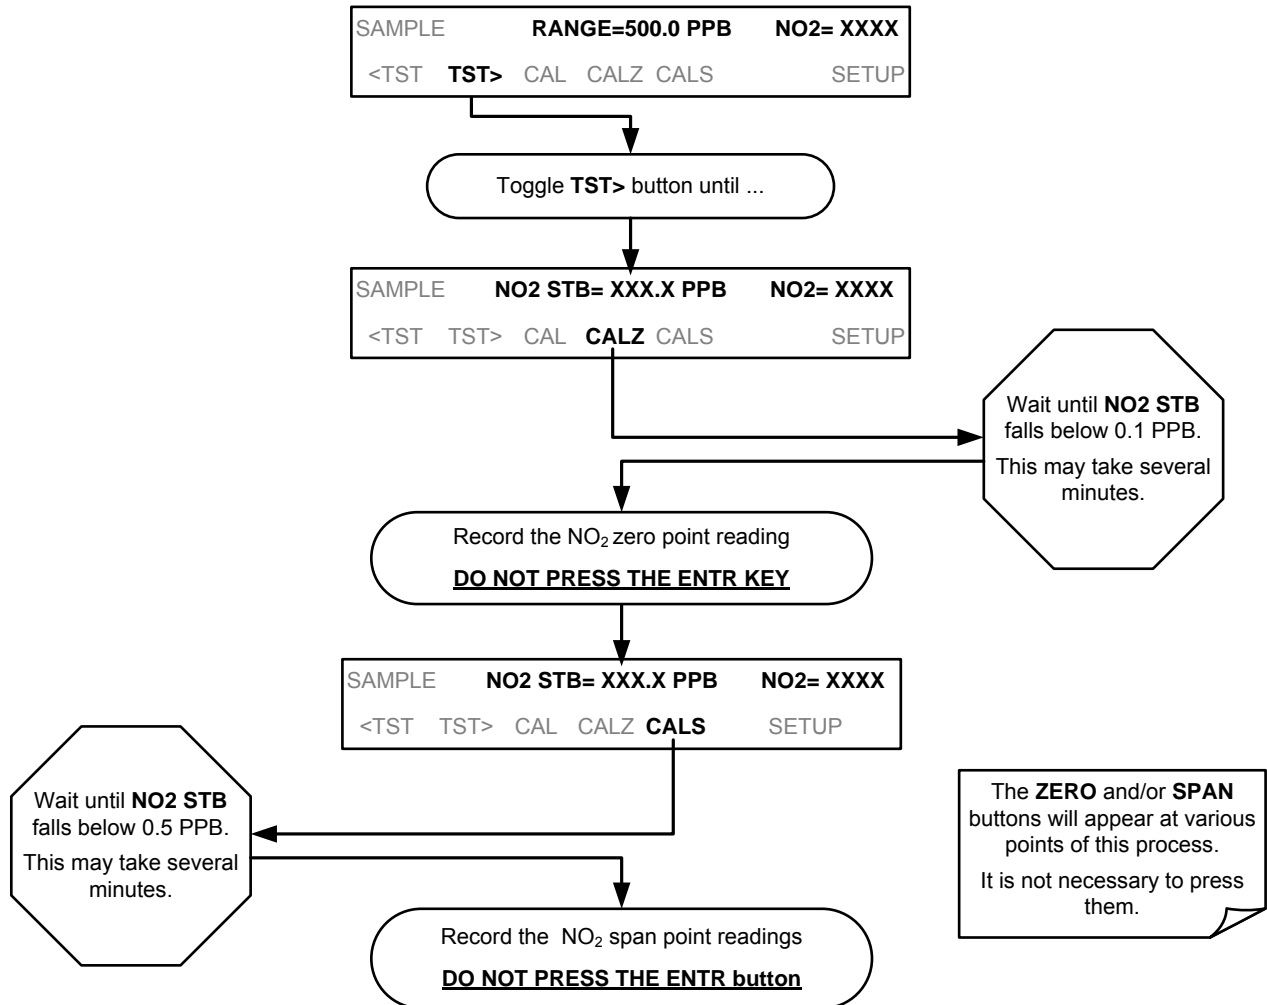 SAMPLE RANGE=500.0 PPB NO2= XXXX
<TST TST> CAL CALZ CALS SETUP
Toggle TST> button until ...
SAMPLE NO2 STB= XXX.X PPB NO2= XXXX
<TST TST> CAL CALZ CALS SETUP
Wait until NO2 STB
falls below 0.1 PPB.
This may take several
minutes.
Record the NO₂ zero point reading
DO NOT PRESS THE ENTR KEY
SAMPLE NO2 STB= XXX.X PPB NO2= XXXX
<TST TST> CAL CALZ CALS SETUP
Wait until NO2 STB
falls below 0.5 PPB.
This may take several
minutes.
The ZERO and/or SPAN
buttons will appear at various
points of this process.
It is not necessary to press
them.
Record the NO₂ span point readings
DO NOT PRESS THE ENTR button